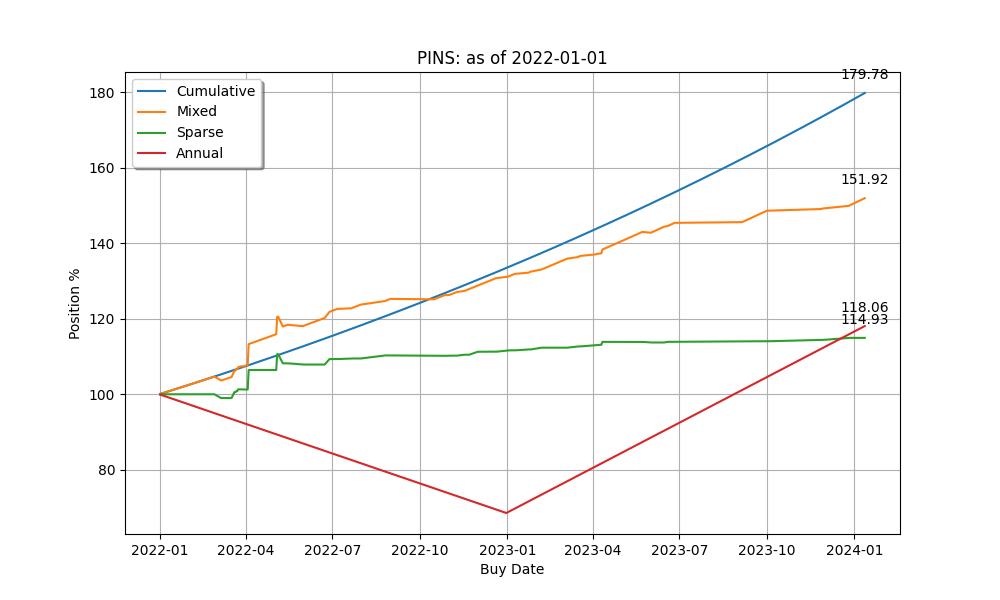 PINS: as of 2022-01-01
179.78
180
Cumulative
Mixed
Sparse
Annual
160
151.92
140
118.06
120
114.93
100
80
Position %
2022-01 2022-04 2022-07 2022-10 2023-01 2023-04 2023-07 2023-10 2024-01
Buy Date